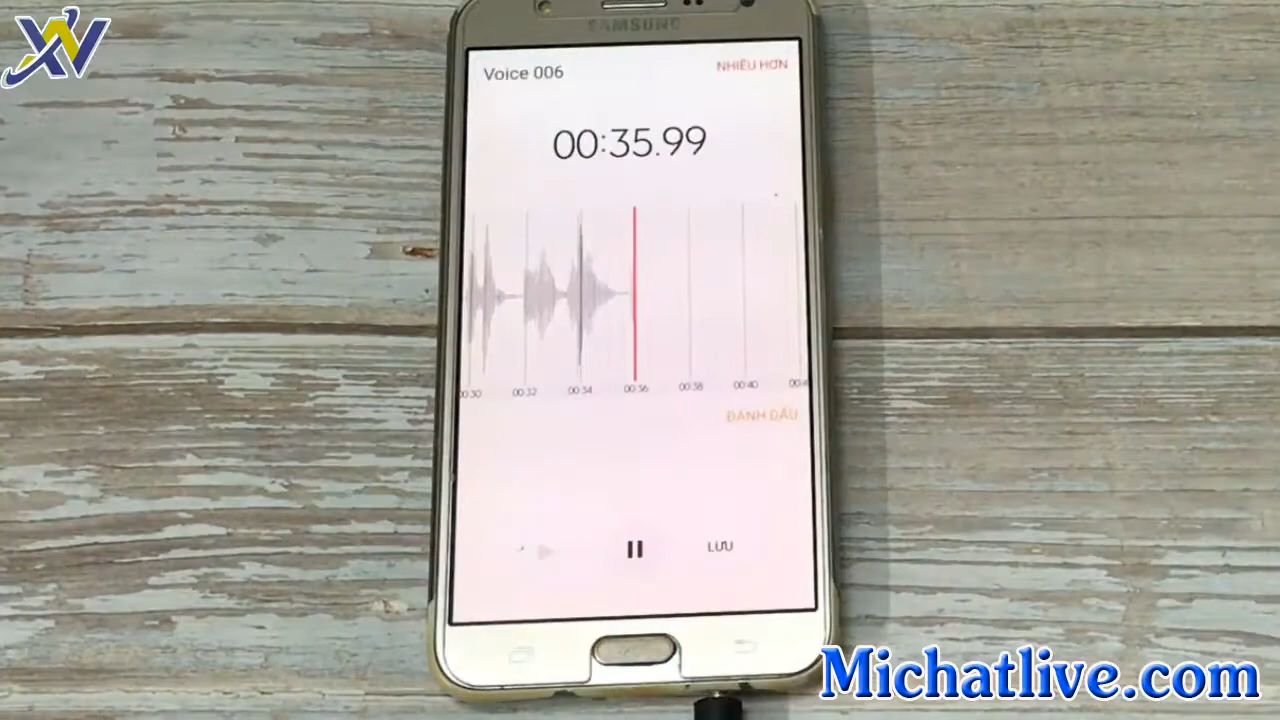 XV
SAMSUNG
Voice 006
NHIỀU HƠN
00:35.99
00:30 00:32 00:34 00:36 00:38 00:40
ĐÁNH DẤU
LƯU
Michatlive.com